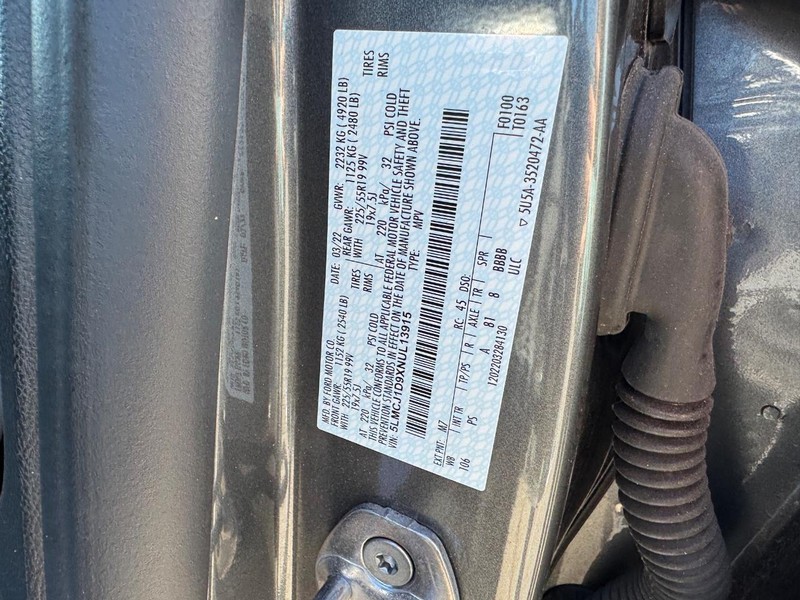 MFD. BY FORD MOTOR CO.
DATE: 03/22 GVWR: 2232 KG ( 4920 LB)
FRONT GAWR: 1152 KG ( 2540 LB) REAR GAWR: 1125 KG ( 2480 LB)
WITH: 225/55R19 99V TIRES WITH 225/55R19 99V TIRES
19x7.5J RIMS 19x7.5J RIMS
AT 220 kPa/ 32 PSI COLD AT 220 kPa/ 32 PSI COLD
THIS VEHICLE CONFORMS TO ALL APPLICABLE FEDERAL MOTOR VEHICLE SAFETY AND THEFT
PREVENTION STANDARDS IN EFFECT ON THE DATE OF MANUFACTURE SHOWN ABOVE.
VIN: 5LMCJ1D9XNUL13915 TYPE: MPV
EXT PNT: M7 RC: 45 DSO: F0100
WB INT TR TP/PS R AXLE TR SPR T0163
106 PS A 81 8 BBBB
1202203284130 ULC ▽ 5U5A-3520472-AA